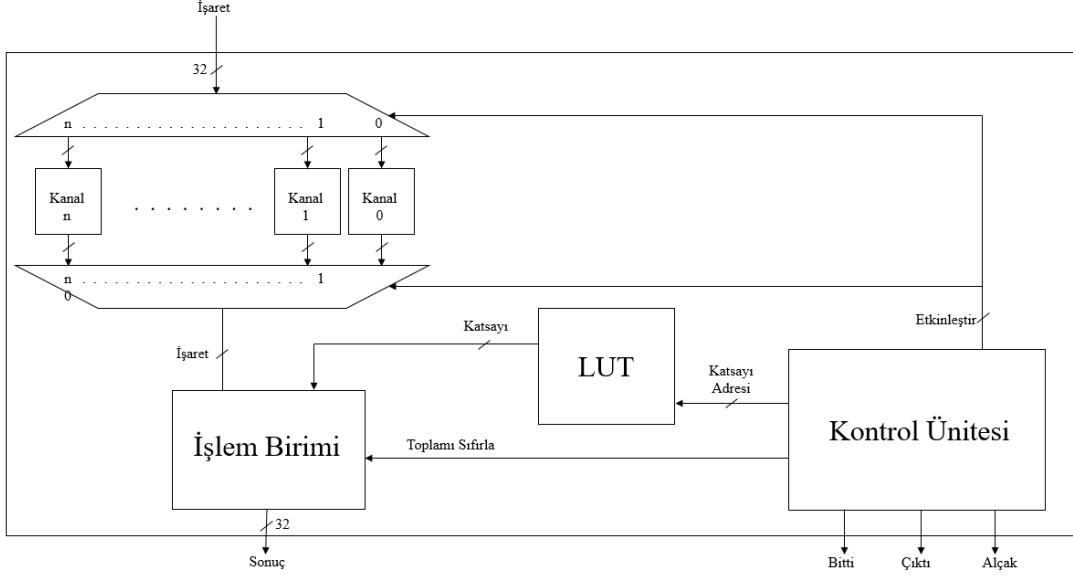 İşaret
32
n . . . . . . . . . . . . . . . . . . . . . . 1 0
Kanal
n
. . . . . . . .
Kanal
1
Kanal
0
n . . . . . . . . . . . . . . . . . . . . . . 1
0
Etkinleştir
Katsayı
LUT
İşaret
Katsayı
Adresi
Kontrol Ünitesi
İşlem Birimi
Toplamı Sıfırla
32
Sonuç
Bitti
Çıktı
Alçak